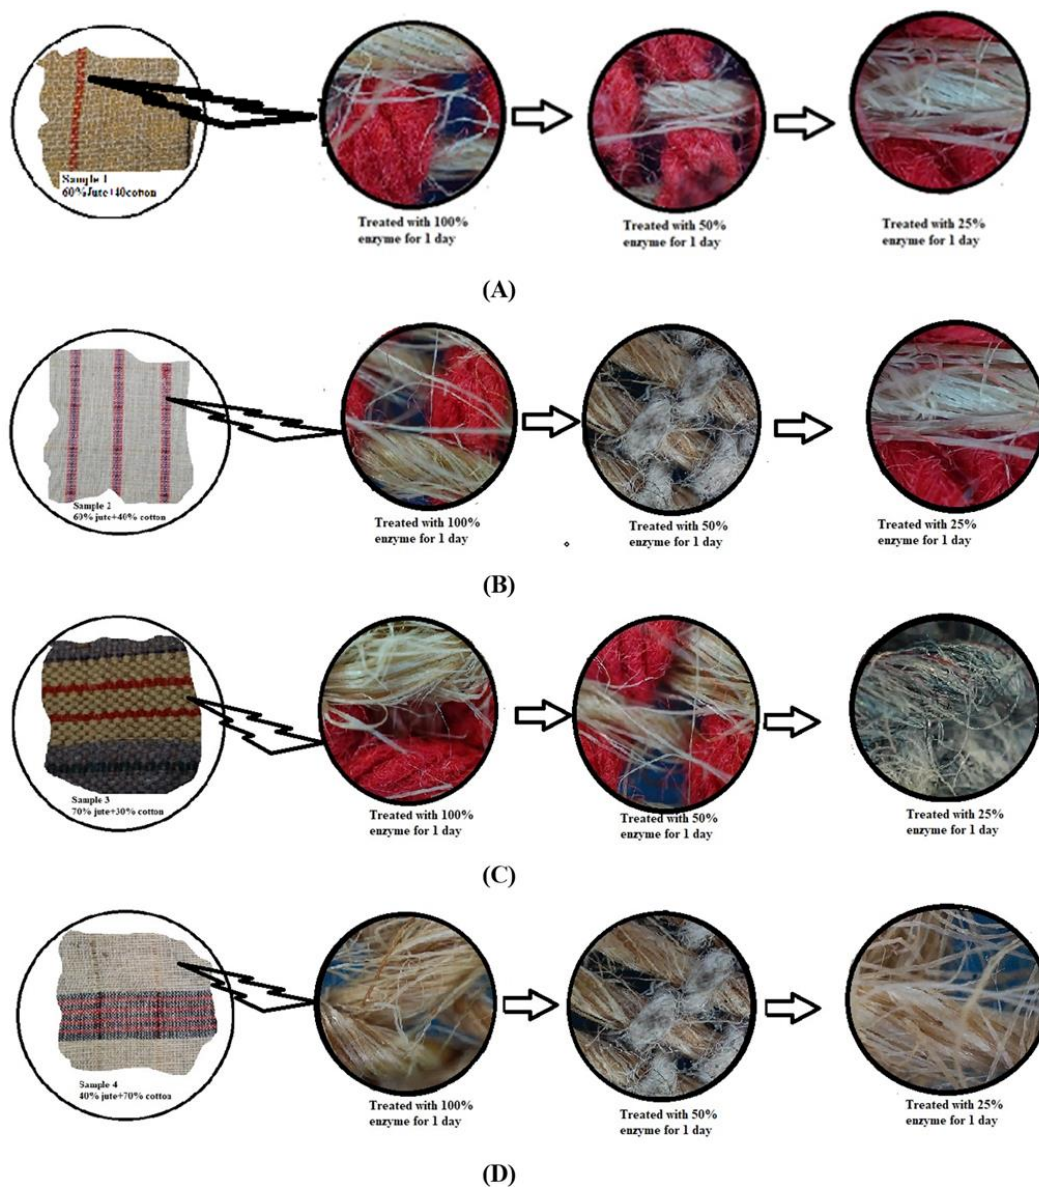 Sample 1
60%Jute+40cotton
Treated with 100%
enzyme for 1 day
Treated with 50%
enzyme for 1 day
Treated with 25%
enzyme for 1 day
(A)
Sample 2
60% jute+40% cotton
Treated with 100%
enzyme for 1 day
Treated with 50%
enzyme for 1 day
Treated with 25%
enzyme for 1 day
(B)
Sample 3
70% jute+30% cotton
Treated with 100%
enzyme for 1 day
Treated with 50%
enzyme for 1 day
Treated with 25%
enzyme for 1 day
(C)
Sample 4
40% jute+70% cotton
Treated with 100%
enzyme for 1 day
Treated with 50%
enzyme for 1 day
Treated with 25%
enzyme for 1 day
(D)